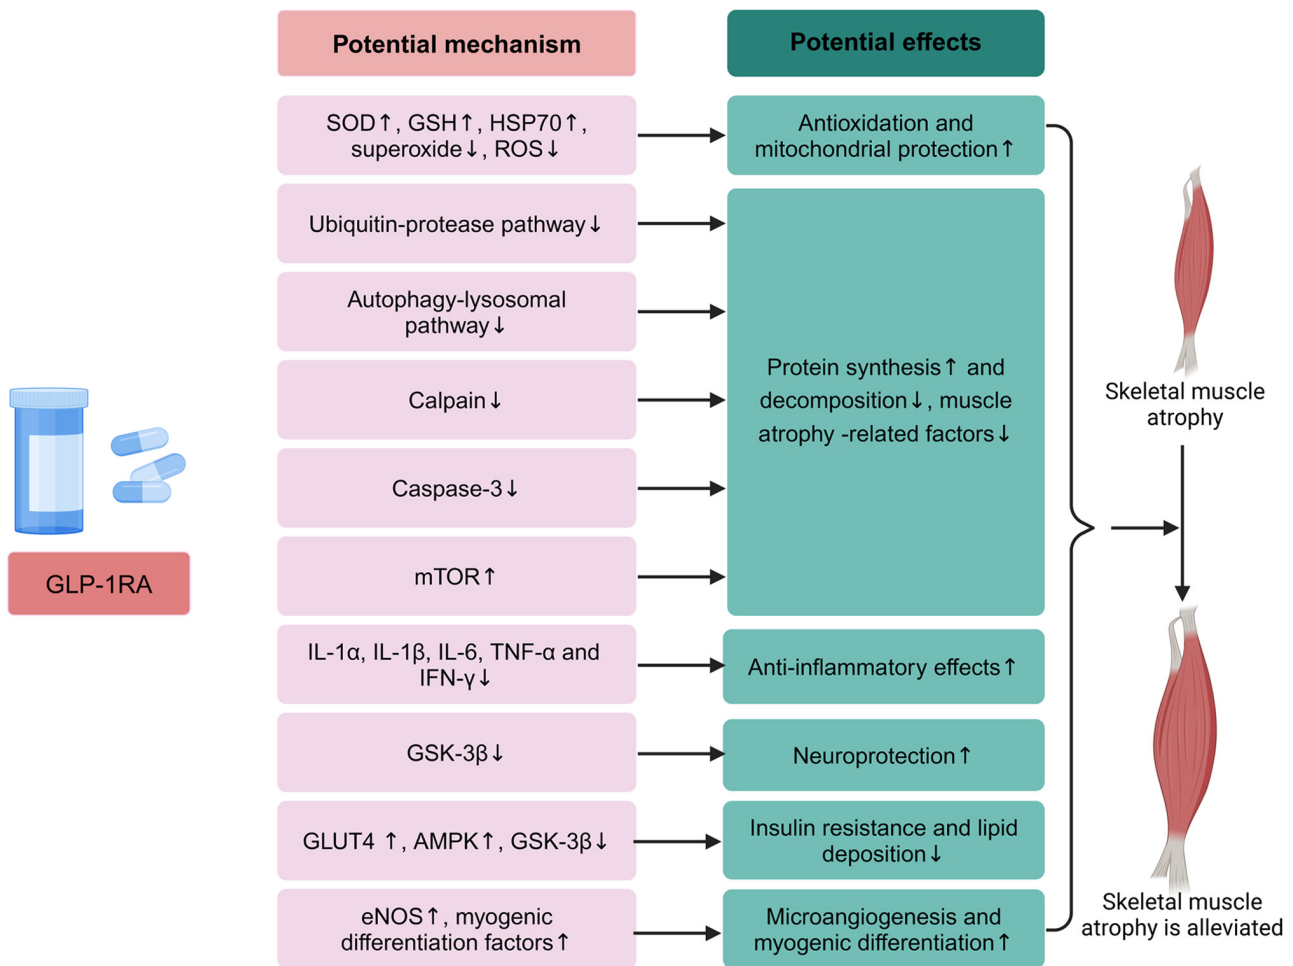 Potential mechanism
Potential effects
SOD↑, GSH↑, HSP70↑,
superoxide↓, ROS↓
Antioxidation and
mitochondrial protection↑
Ubiquitin-protease pathway↓
Autophagy-lysosomal
pathway↓
Calpain↓
Caspase-3↓
mTOR↑
Protein synthesis↑ and
decomposition↓, muscle
atrophy -related factors↓
IL-1α, IL-1β, IL-6, TNF-α and
IFN-γ↓
Anti-inflammatory effects↑
GSK-3β↓
Neuroprotection↑
GLUT4 ↑, AMPK↑, GSK-3β↓
Insulin resistance and lipid
deposition↓
eNOS↑, myogenic
differentiation factors↑
Microangiogenesis and
myogenic differentiation↑
GLP-1RA
Skeletal muscle
atrophy
Skeletal muscle
atrophy is alleviated